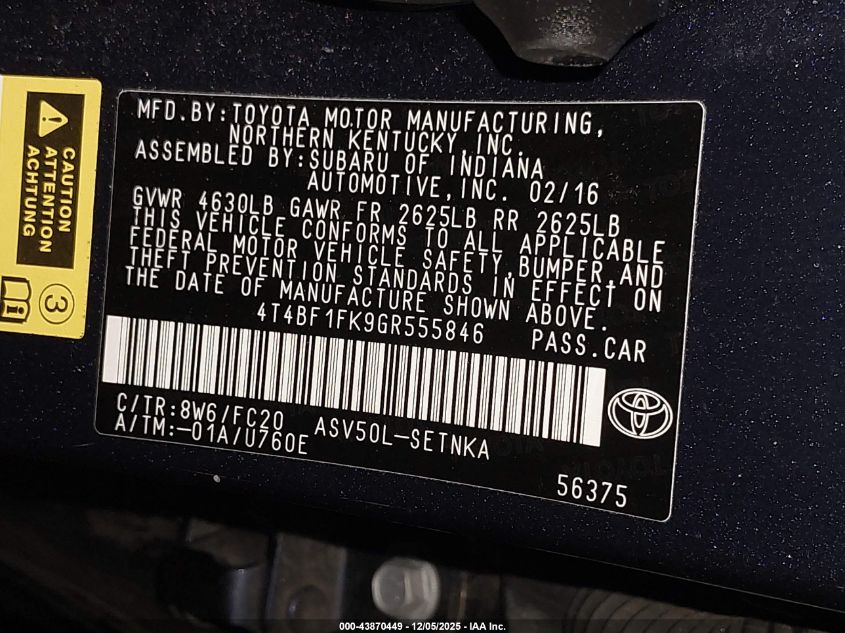 CAUTION
ATTENTION
ACHTUNG
3
MFD.BY:TOYOTA MOTOR MANUFACTURING,
NORTHERN KENTUCKY,INC.
ASSEMBLED BY:SUBARU OF INDIANA
AUTOMOTIVE,INC. 02/16
GVWR 4630LB GAWR FR 2625LB RR 2625LB
THIS VEHICLE CONFORMS TO ALL APPLICABLE
FEDERAL MOTOR VEHICLE SAFETY,BUMPER,AND
THEFT PREVENTION STANDARDS IN EFFECT ON
THE DATE OF MANUFACTURE SHOWN ABOVE.
4T4BF1FK9GR555846 PASS.CAR
C/TR:8W6/FC20 ASV50L-SETNKA
A/TM:-01A/U760E
56375
000-43870449 - 12/05/2025 - IAA Inc.